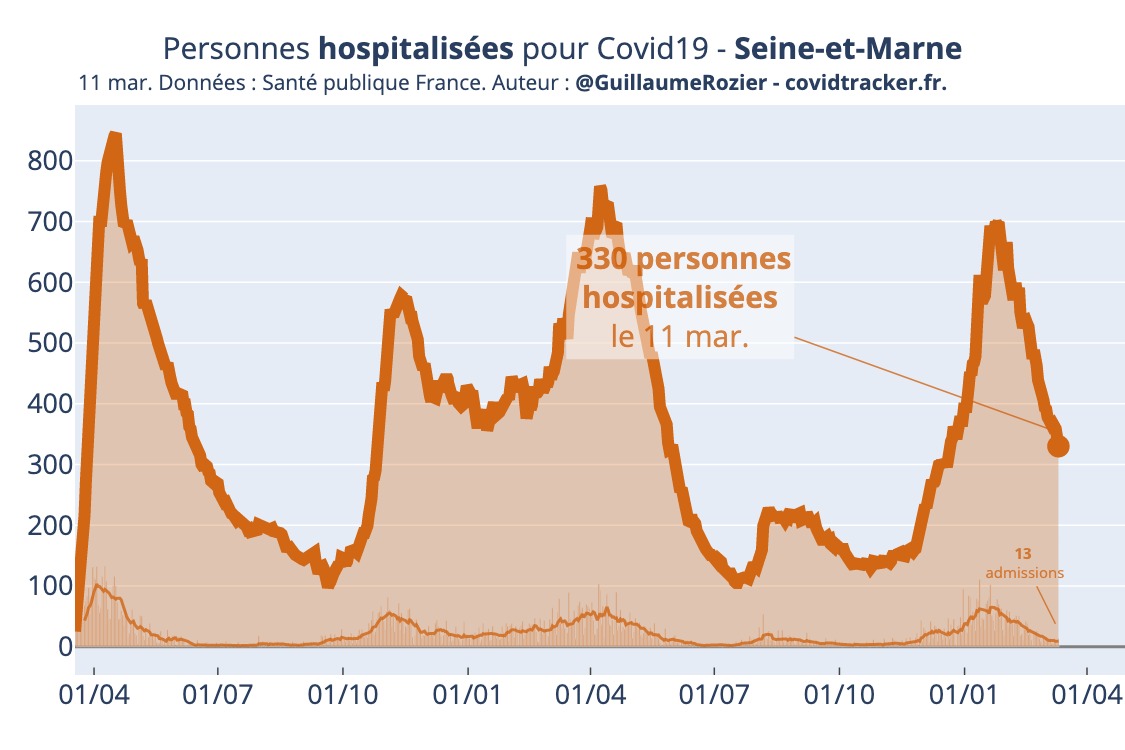 Personnes hospitalisées pour Covid19 - Seine-et-Marne
11 mar. Données : Santé publique France. Auteur : @GuillaumeRozier - covidtracker.fr.
800
700
600
500
400
300
200
100
0
330 personnes
hospitalisées
le 11 mar.
13
admissions
01/04 01/07 01/10 01/01 01/04 01/07 01/10 01/01 01/04